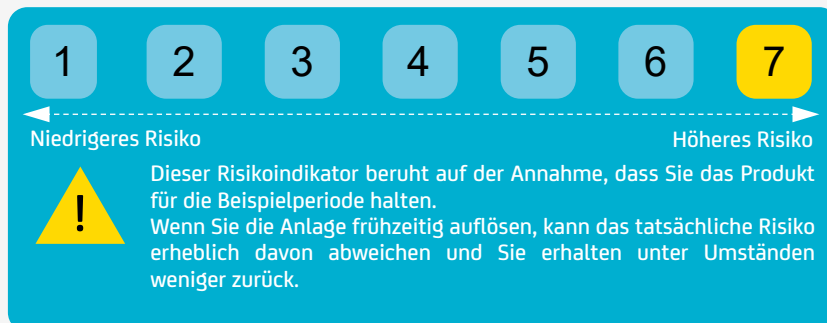 1 2 3 4 5 6 7
Niedrigeres Risiko Höheres Risiko
! Dieser Risikoindikator beruht auf der Annahme, dass Sie das Produkt
für die Beispielperiode halten.
Wenn Sie die Anlage frühzeitig auflösen, kann das tatsächliche Risiko
erheblich davon abweichen und Sie erhalten unter Umständen
weniger zurück.